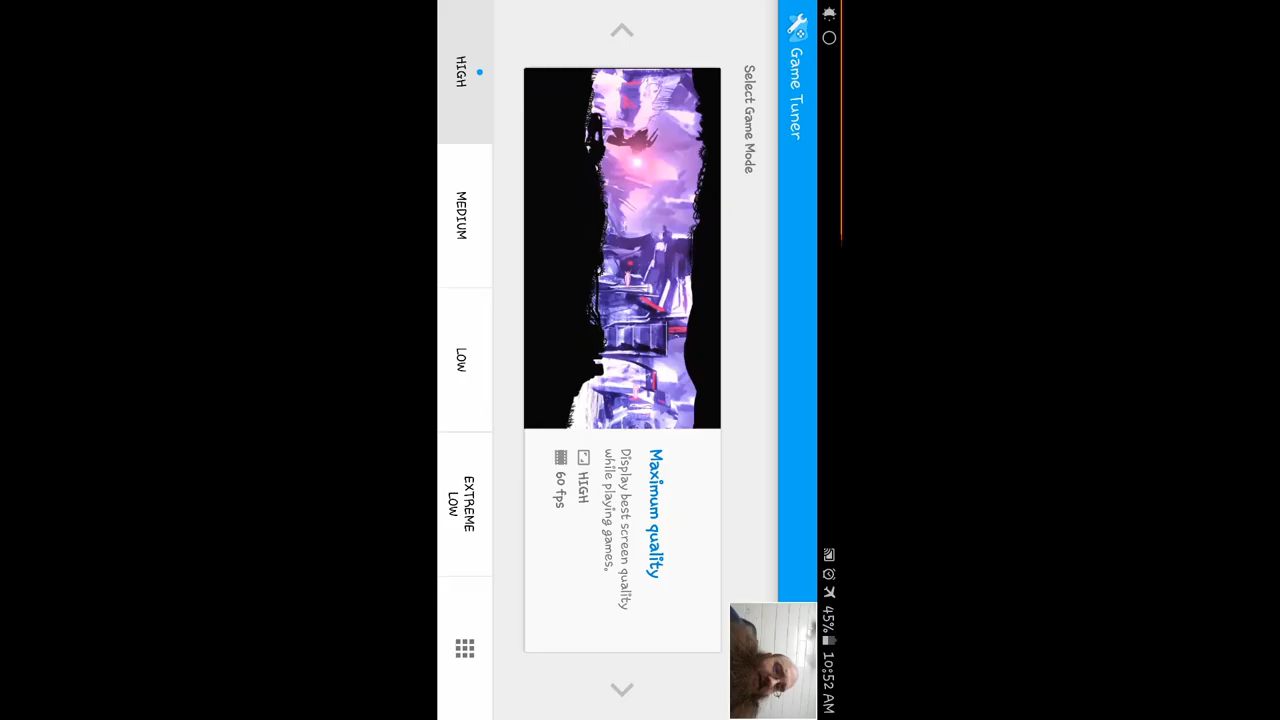 45% 10:52 AM
Game Tuner
Select Game Mode
Maximum quality
Display best screen quality
while playing games.
HIGH
60 fps
HIGH
MEDIUM
LOW
EXTREME
LOW